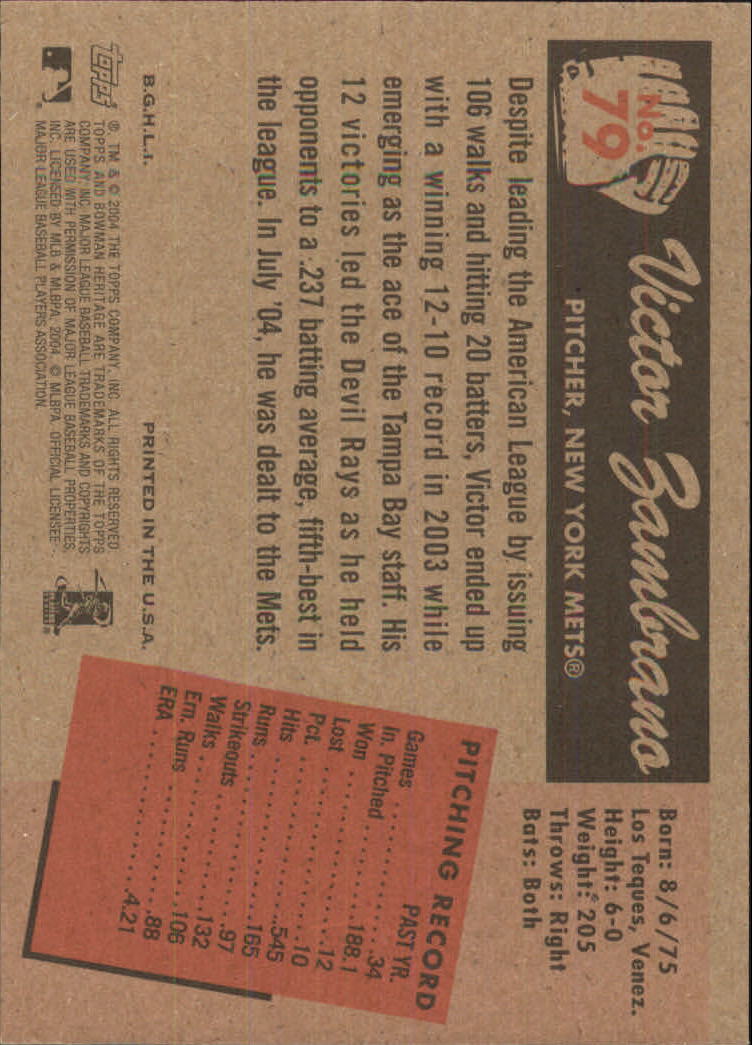 No.
79
Victor Zambrano
PITCHER, NEW YORK METS®
Born: 8/6/75
Los Teques, Venez.
Height: 6-0
Weight: 205
Throws: Right
Bats: Both
Despite leading the American League by issuing
106 walks and hitting 20 batters, Victor ended up
with a winning 12-10 record in 2003 while
emerging as the ace of the Tampa Bay staff. His
12 victories led the Devil Rays as he held
opponents to a .237 batting average, fifth-best in
the league. In July '04, he was dealt to the Mets.
PITCHING RECORD
PAST YR.
Games..........34
In. Pitched..........188.1
Won..........12
Lost..........10
Pct...........545
Hits..........165
Runs..........97
Strikeouts..........132
Walks..........106
Ern. Runs..........88
ERA..........4.21
B.G.H.L.I.
PRINTED IN THE U.S.A.
topps
®, TM & © 2004 THE TOPPS COMPANY, INC. ALL RIGHTS RESERVED.
TOPPS AND BOWMAN HERITAGE ARE TRADEMARKS OF THE TOPPS
COMPANY, INC. MAJOR LEAGUE BASEBALL TRADEMARKS AND COPYRIGHTS
ARE USED WITH PERMISSION OF MAJOR LEAGUE BASEBALL PROPERTIES,
INC. LICENSED BY MLB & MLBPA, 2004. © MLBPA. OFFICIAL LICENSEE -
MAJOR LEAGUE BASEBALL PLAYERS ASSOCIATION.